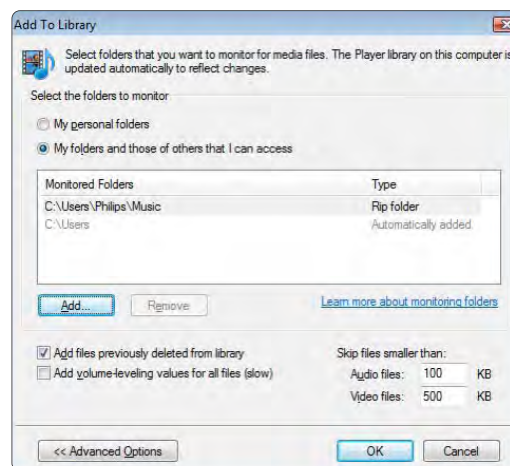 Add To Library
Select folders that you want to monitor for media files. The Player library on this computer is
updated automatically to reflect changes.
Select the folders to monitor
My personal folders
My folders and those of others that I can access
Monitored Folders Type
C:\Users\Philips\Music Rip folder
C:\Users Automatically added
Add... Remove Learn more about monitoring folders
Add files previously deleted from library Skip files smaller than:
Add volume-leveling values for all files (slow) Audio files: 100 KB
Video files: 500 KB
<< Advanced Options OK Cancel